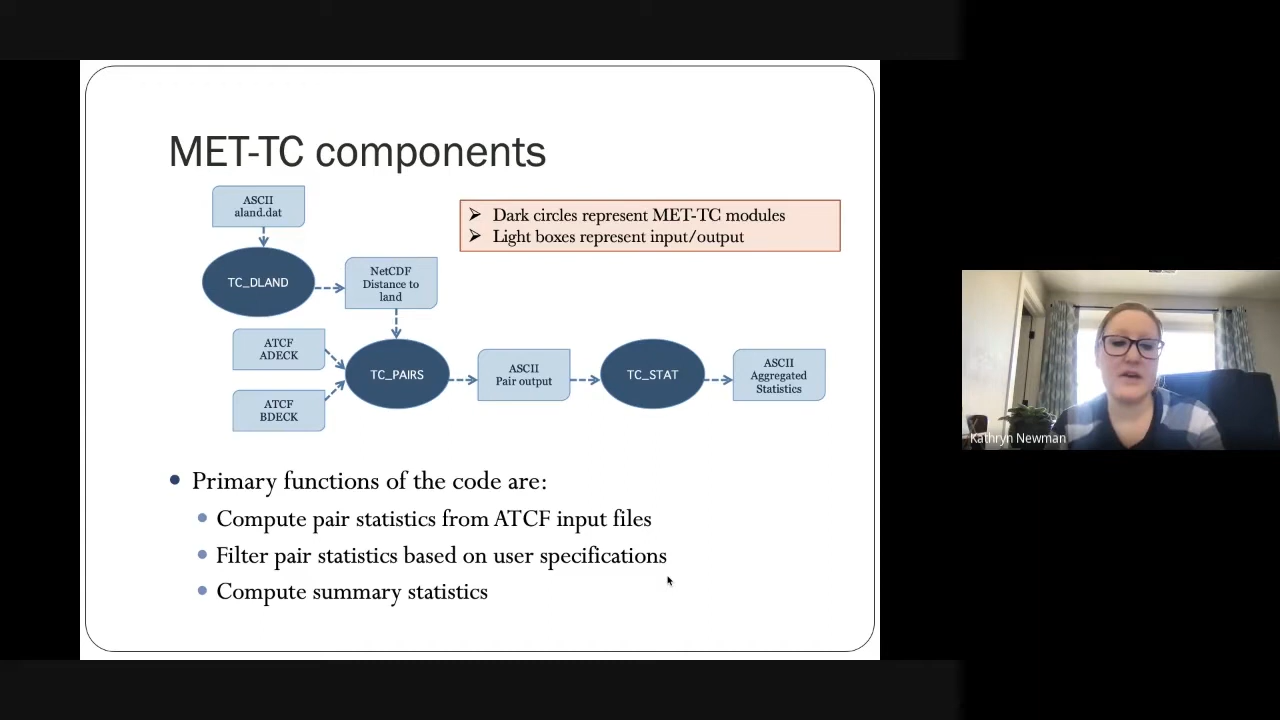 MET-TC components
ASCII
aland.dat
➢ Dark circles represent MET-TC modules
➢ Light boxes represent input/output
TC_DLAND
NetCDF
Distance to
land
ATCF
ADECK
ATCF
BDECK
TC_PAIRS
ASCII
Pair output
TC_STAT
ASCII
Aggregated
Statistics
• Primary functions of the code are:
• Compute pair statistics from ATCF input files
• Filter pair statistics based on user specifications
• Compute summary statistics
Kathryn Newman